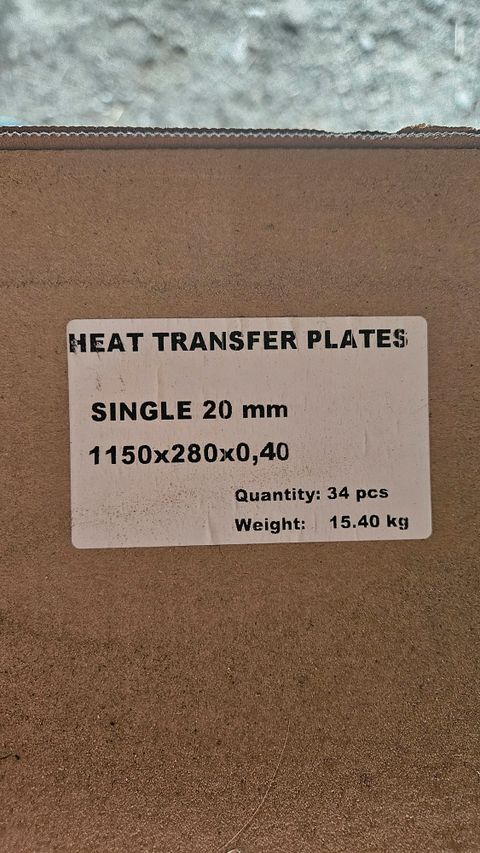 HEAT TRANSFER PLATES
SINGLE 20 mm
1150x280x0,40
Quantity: 34 pcs
Weight: 15.40 kg